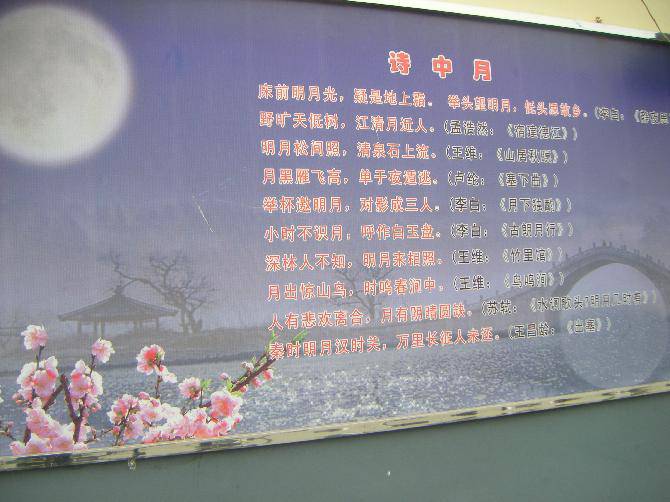 诗中月
床前明月光，疑是地上霜。举头望明月，低头思故乡。（李白：《静夜思》
野旷天低树，江清月近人。（孟浩然：《宿建德江》）
明月松间照，清泉石上流。（王维：《山居秋暝》）
月黑雁飞高，单于夜遁逃。（卢纶：《塞下曲》）
举杯邀明月，对影成三人。（李白：《月下独酌》）
小时不识月，呼作白玉盘。（李白：《古朗月行》）
深林人不知，明月来相照。（王维：《竹里馆》）
月出惊山鸟，时鸣春涧中。（王维：《鸟鸣涧》）
人有悲欢离合，月有阴晴圆缺。（苏轼：《水调歌头?明月几时有》）
秦时明月汉时关，万里长征人未还。（王昌龄：《出塞》）